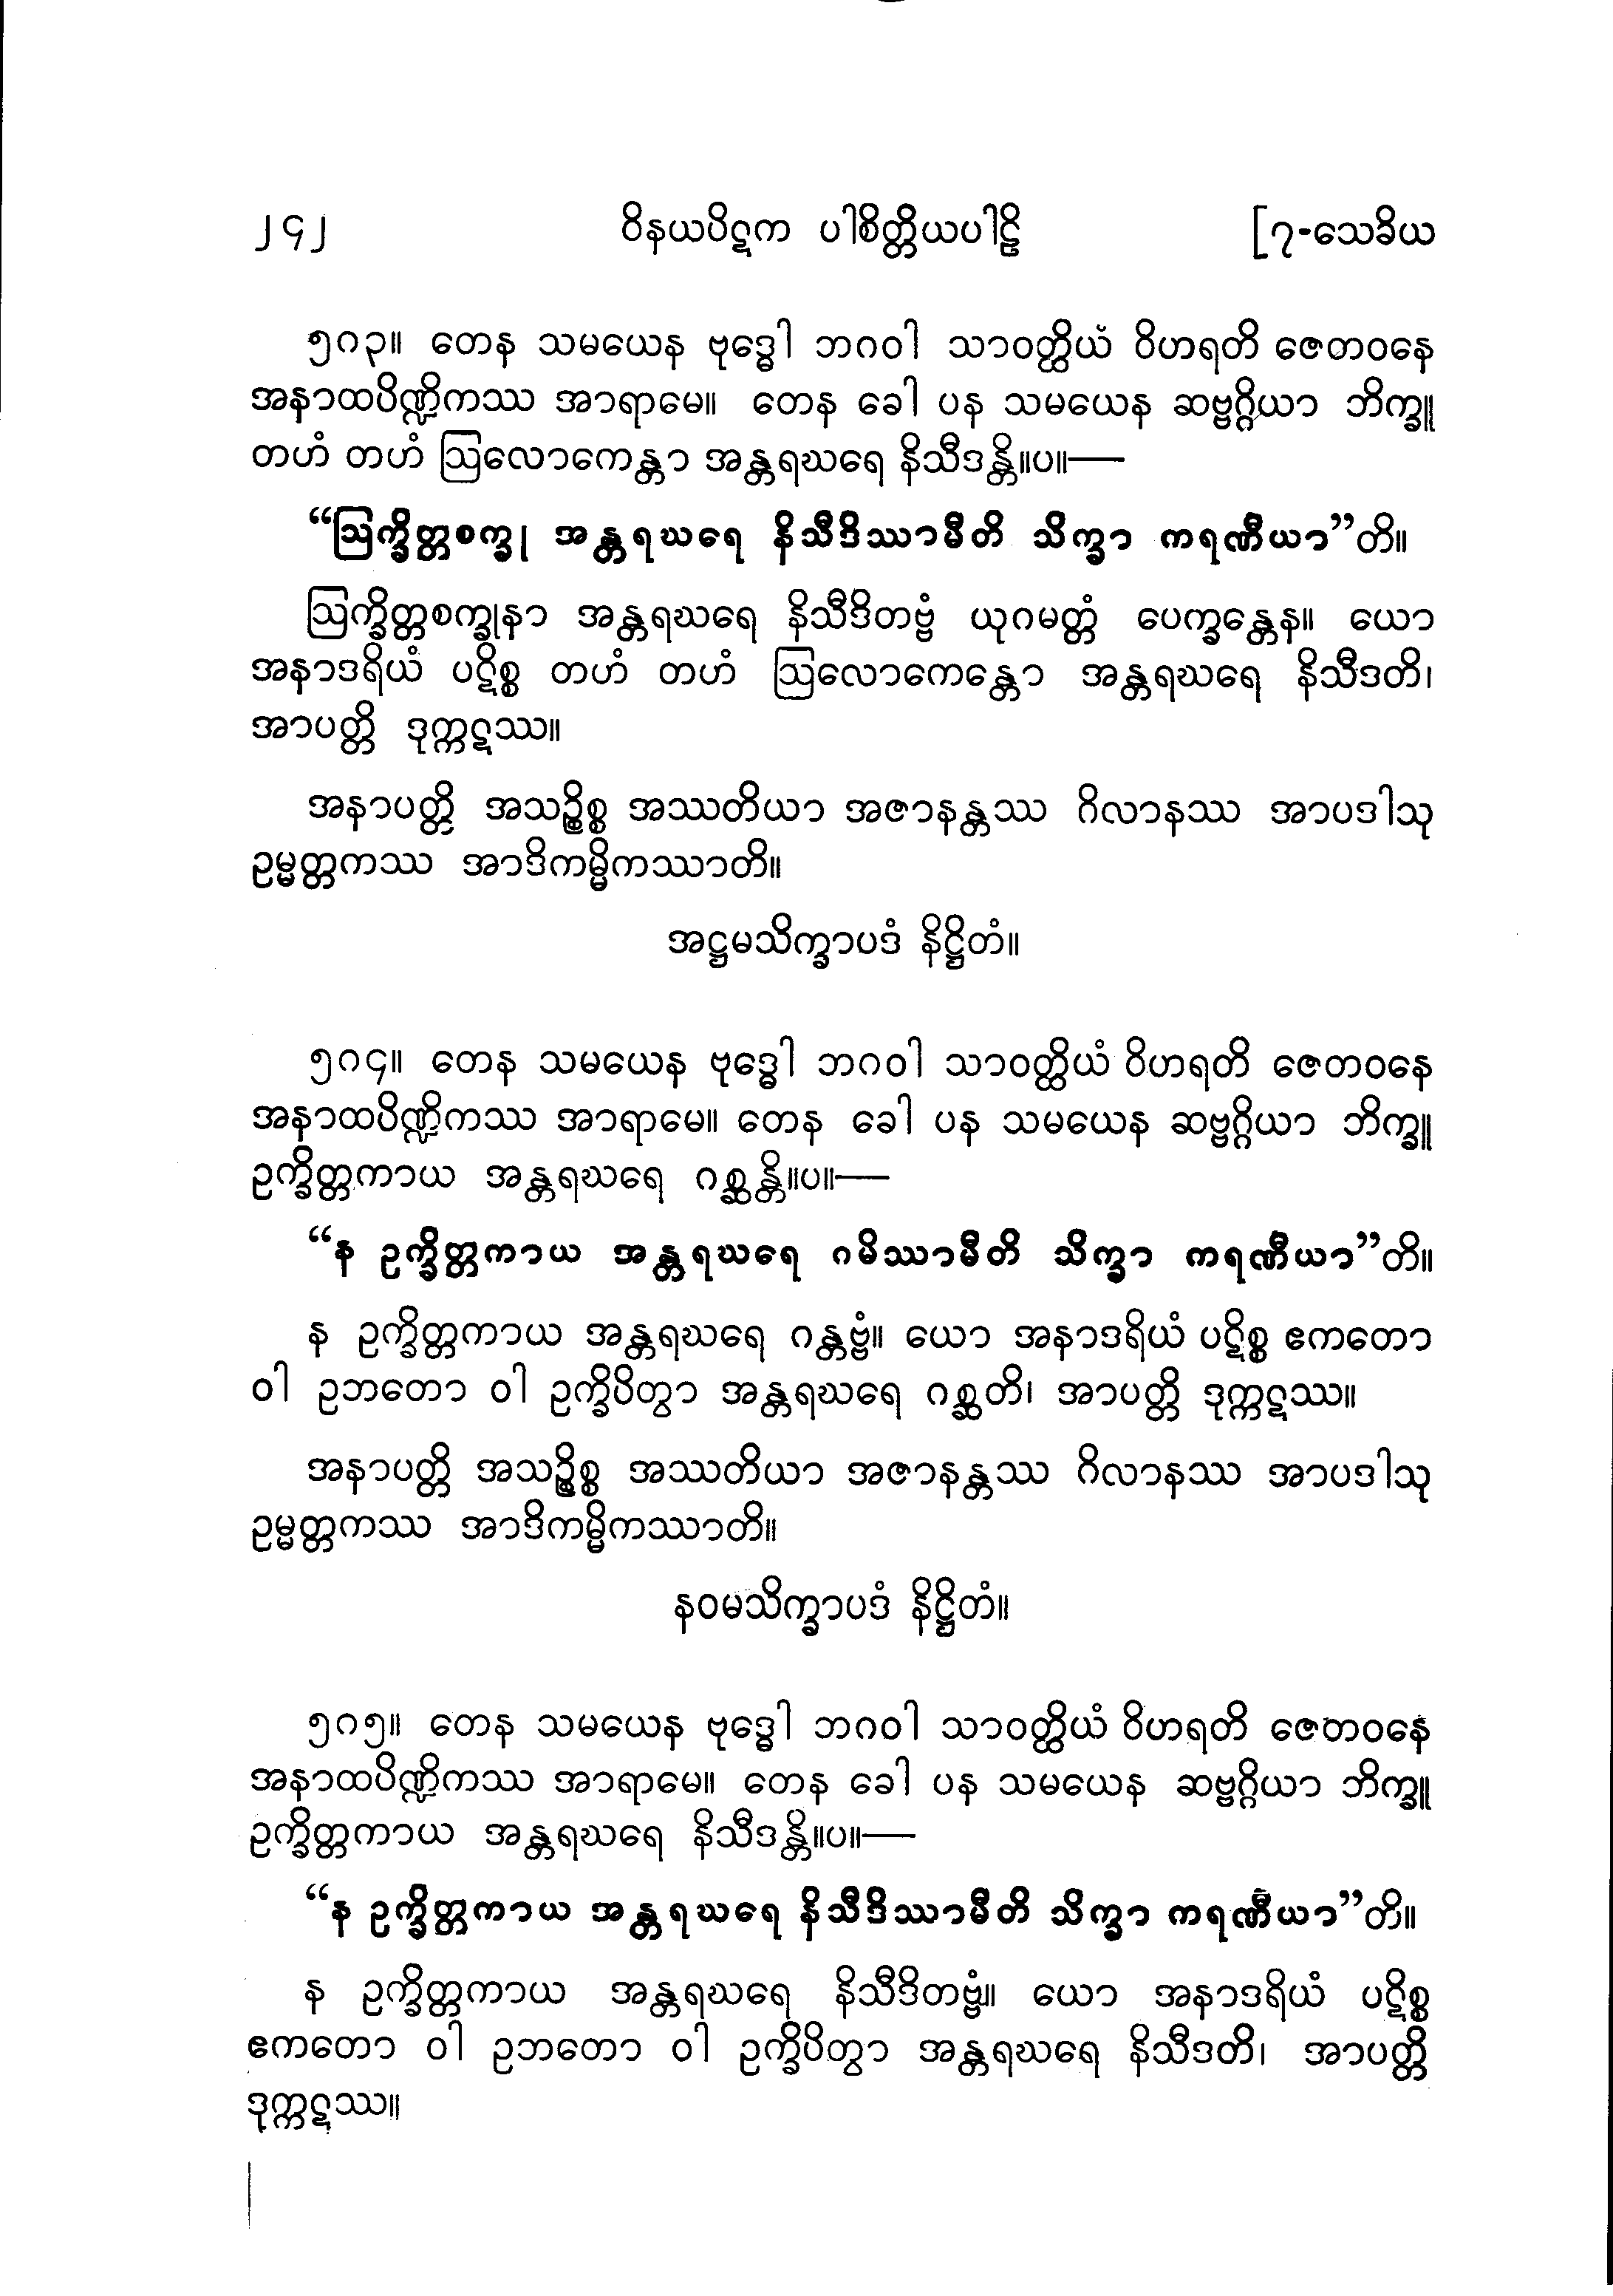 ၂၄၂ ဝိနယပိဋက ပါစိတ္တိယပါဠိ [၇-သေခိယ
၅၈၃။ တေန သမယေန ဗုဒ္ဓေါ ဘဂဝါ သာဝတ္ထိယံ ဝိဟရတိ ဇေတဝနေ
အနာထပိဏ္ဍိကဿ အာရာမေ။ တေန ခေါ ပန သမယေန ဆဗ္ဗဂ္ဂိယာ ဘိက္ခူ
တဟံ တဟံ ဩလောကေန္တာ အန္တရဃရေ နိသီဒန္တိ။ပ။—
“ဩက္ခိတ္တစက္ခု အန္တရဃရေ နိသီဒိဿာမီတိ သိက္ခာ ကရဏီယာ”တိ။
ဩက္ခိတ္တစက္ခုနာ အန္တရဃရေ နိသီဒိတဗ္ဗံ ယုဂမတ္တံ ပေက္ခန္တေန။ ယော
အနာဒရိယံ ပဋိစ္စ တဟံ တဟံ ဩလောကေန္တော အန္တရဃရေ နိသီဒတိ၊
အာပတ္တိ ဒုက္ကဋဿ။
အနာပတ္တိ အသဉ္စိစ္စ အဿတိယာ အဇာနန္တဿ ဂိလာနဿ အာပဒါသု
ဥမ္မတ္တကဿ အာဒိကမ္မိကဿာတိ။
အဋ္ဌမသိက္ခာပဒံ နိဋ္ဌိတံ။
၅၈၄။ တေန သမယေန ဗုဒ္ဓေါ ဘဂဝါ သာဝတ္ထိယံ ဝိဟရတိ ဇေတဝနေ
အနာထပိဏ္ဍိကဿ အာရာမေ။ တေန ခေါ ပန သမယေန ဆဗ္ဗဂ္ဂိယာ ဘိက္ခူ
ဥက္ခိတ္တကာယ အန္တရဃရေ ဂစ္ဆန္တိ။ပ။—
“န ဥက္ခိတ္တကာယ အန္တရဃရေ ဂမိဿာမီတိ သိက္ခာ ကရဏီယာ”တိ။
န ဥက္ခိတ္တကာယ အန္တရဃရေ ဂန္တဗ္ဗံ။ ယော အနာဒရိယံ ပဋိစ္စ ဧကတော
ဝါ ဥဘတော ဝါ ဥက္ခိပိတွာ အန္တရဃရေ ဂစ္ဆတိ၊ အာပတ္တိ ဒုက္ကဋဿ။
အနာပတ္တိ အသဉ္စိစ္စ အဿတိယာ အဇာနန္တဿ ဂိလာနဿ အာပဒါသု
ဥမ္မတ္တကဿ အာဒိကမ္မိကဿာတိ။
နဝမသိက္ခာပဒံ နိဋ္ဌိတံ။
၅၈၅။ တေန သမယေန ဗုဒ္ဓေါ ဘဂဝါ သာဝတ္ထိယံ ဝိဟရတိ ဇေတဝနေ
အနာထပိဏ္ဍိကဿ အာရာမေ။ တေန ခေါ ပန သမယေန ဆဗ္ဗဂ္ဂိယာ ဘိက္ခူ
ဥက္ခိတ္တကာယ အန္တရဃရေ နိသီဒန္တိ။ပ။—
“န ဥက္ခိတ္တကာယ အန္တရဃရေ နိသီဒိဿာမီတိ သိက္ခာ ကရဏီယာ”တိ။
န ဥက္ခိတ္တကာယ အန္တရဃရေ နိသီဒိတဗ္ဗံ။ ယော အနာဒရိယံ ပဋိစ္စ
ဧကတော ဝါ ဥဘတော ဝါ ဥက္ခိပိတွာ အန္တရဃရေ နိသီဒတိ၊ အာပတ္တိ
ဒုက္ကဋဿ။